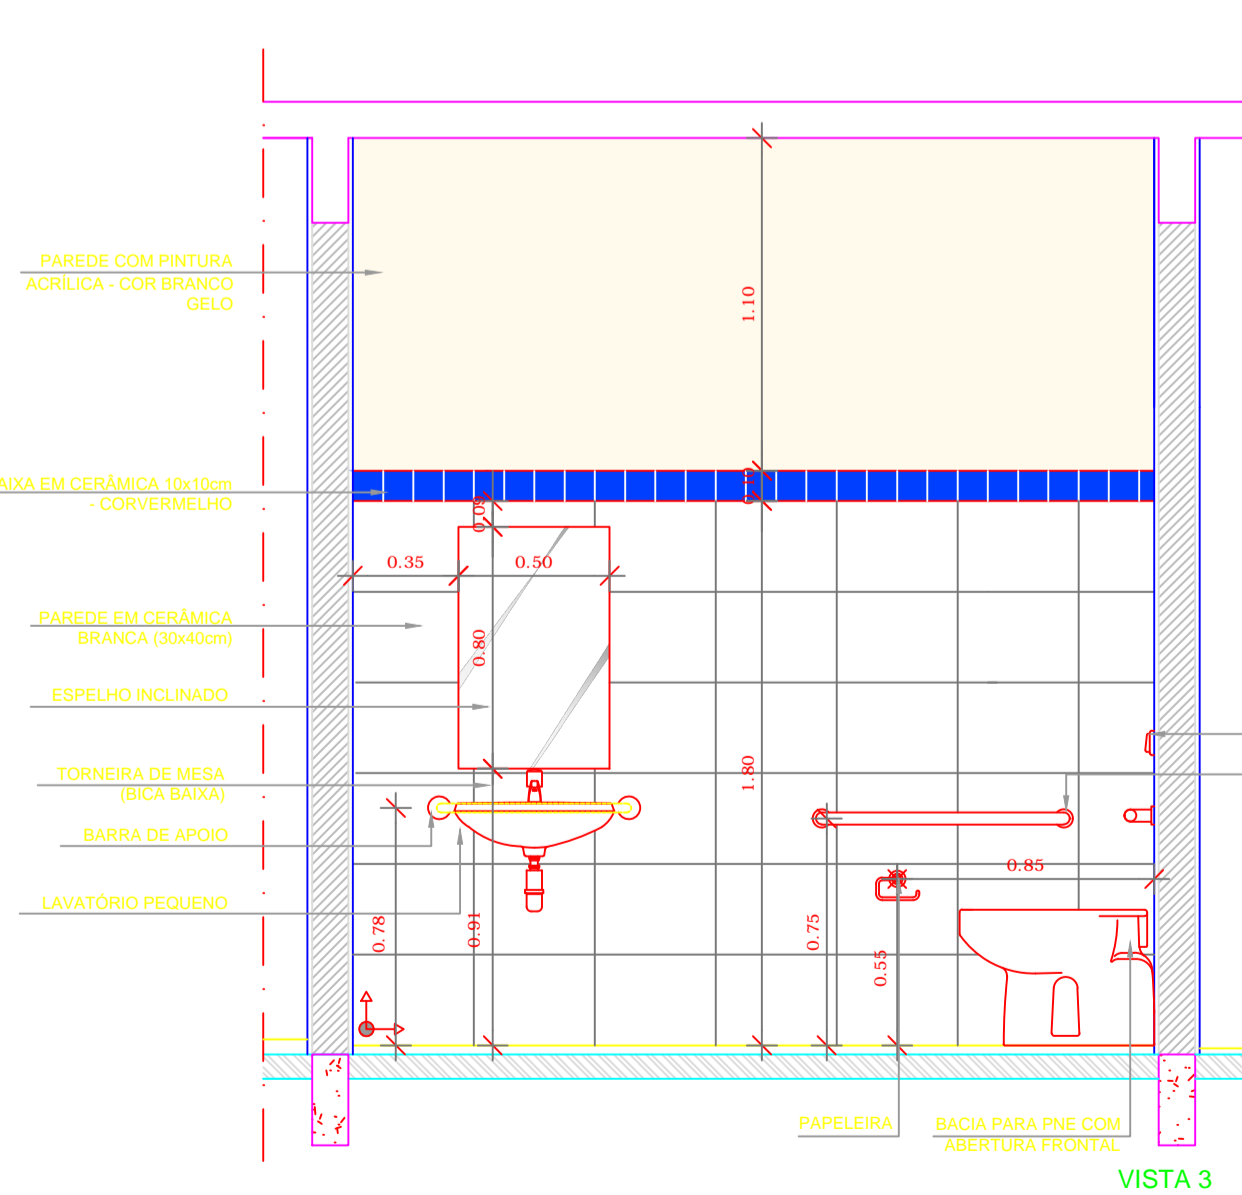 PAREDE COM PINTURA
ACRÍLICA - COR BRANCO
GELO
1.10
AIXA EM CERÂMICA 10x10cm
- CORVERMELHO
0.10
0.09
0.35
0.50
PAREDE EM CERÂMICA
BRANCA (30x40cm)
0.80
ESPELHO INCLINADO
TORNEIRA DE MESA
(BICA BAIXA)
1.80
BARRA DE APOIO
0.85
LAVATÓRIO PEQUENO
0.78
0.91
0.75
0.55
PAPELEIRA
BACIA PARA PNE COM
ABERTURA FRONTAL
VISTA 3